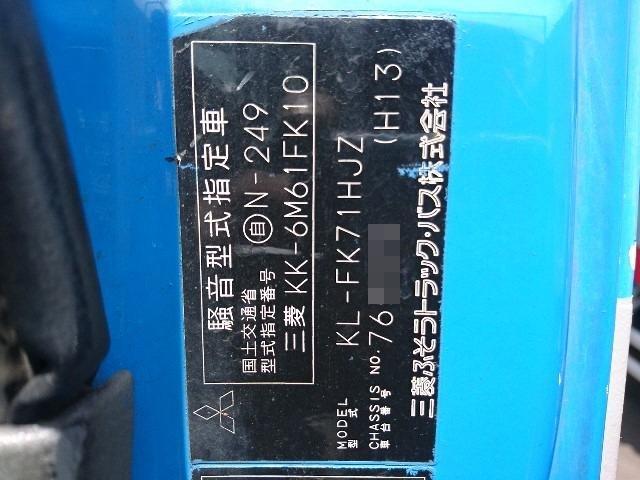 騒音型式指定車
国土交通省
型式指定番号 自N-249
三菱 KK-6M61FK10
MODEL
型式 KL-FK71HJZ
CHASSIS NO.
車台番号 76
(H13)
三菱ふそうトラック・バス株式会社